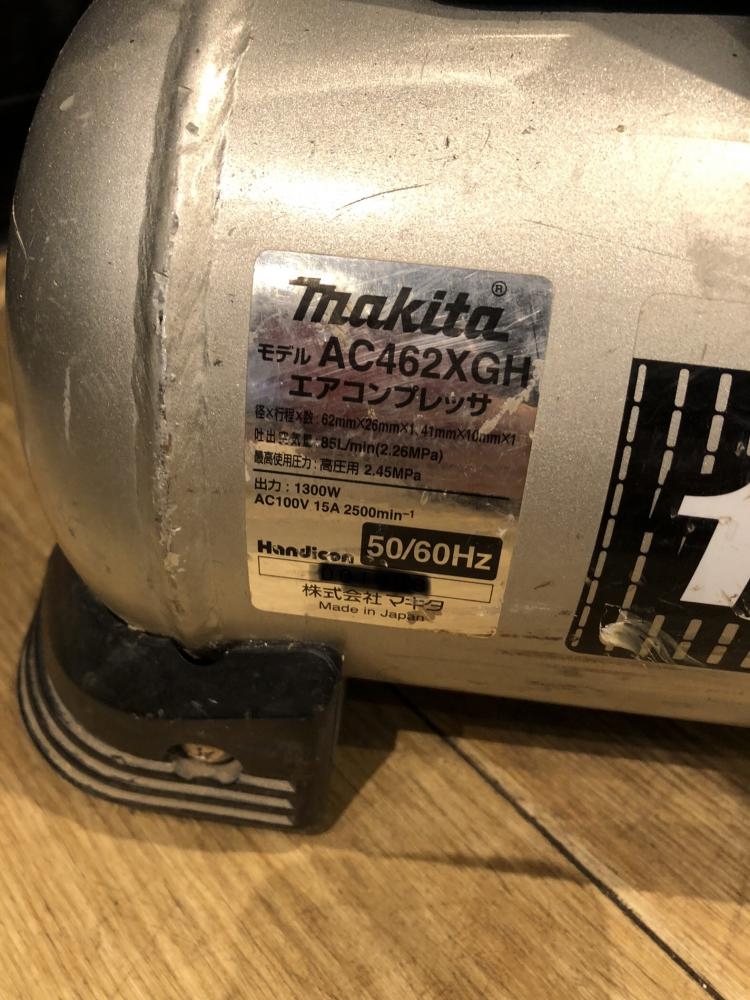 makita®
モデル AC462XGH
エアコンプレッサ
径×行程×数:62mm×26mm×1, 41mm×10mm×1
吐出空気量:85L/min(2.26MPa)
最高使用圧力:高圧用 2.45MPa
出力:1300W
AC100V 15A 2500min⁻¹
Handicon 50/60Hz
株式会社マキタ
Made in Japan
1